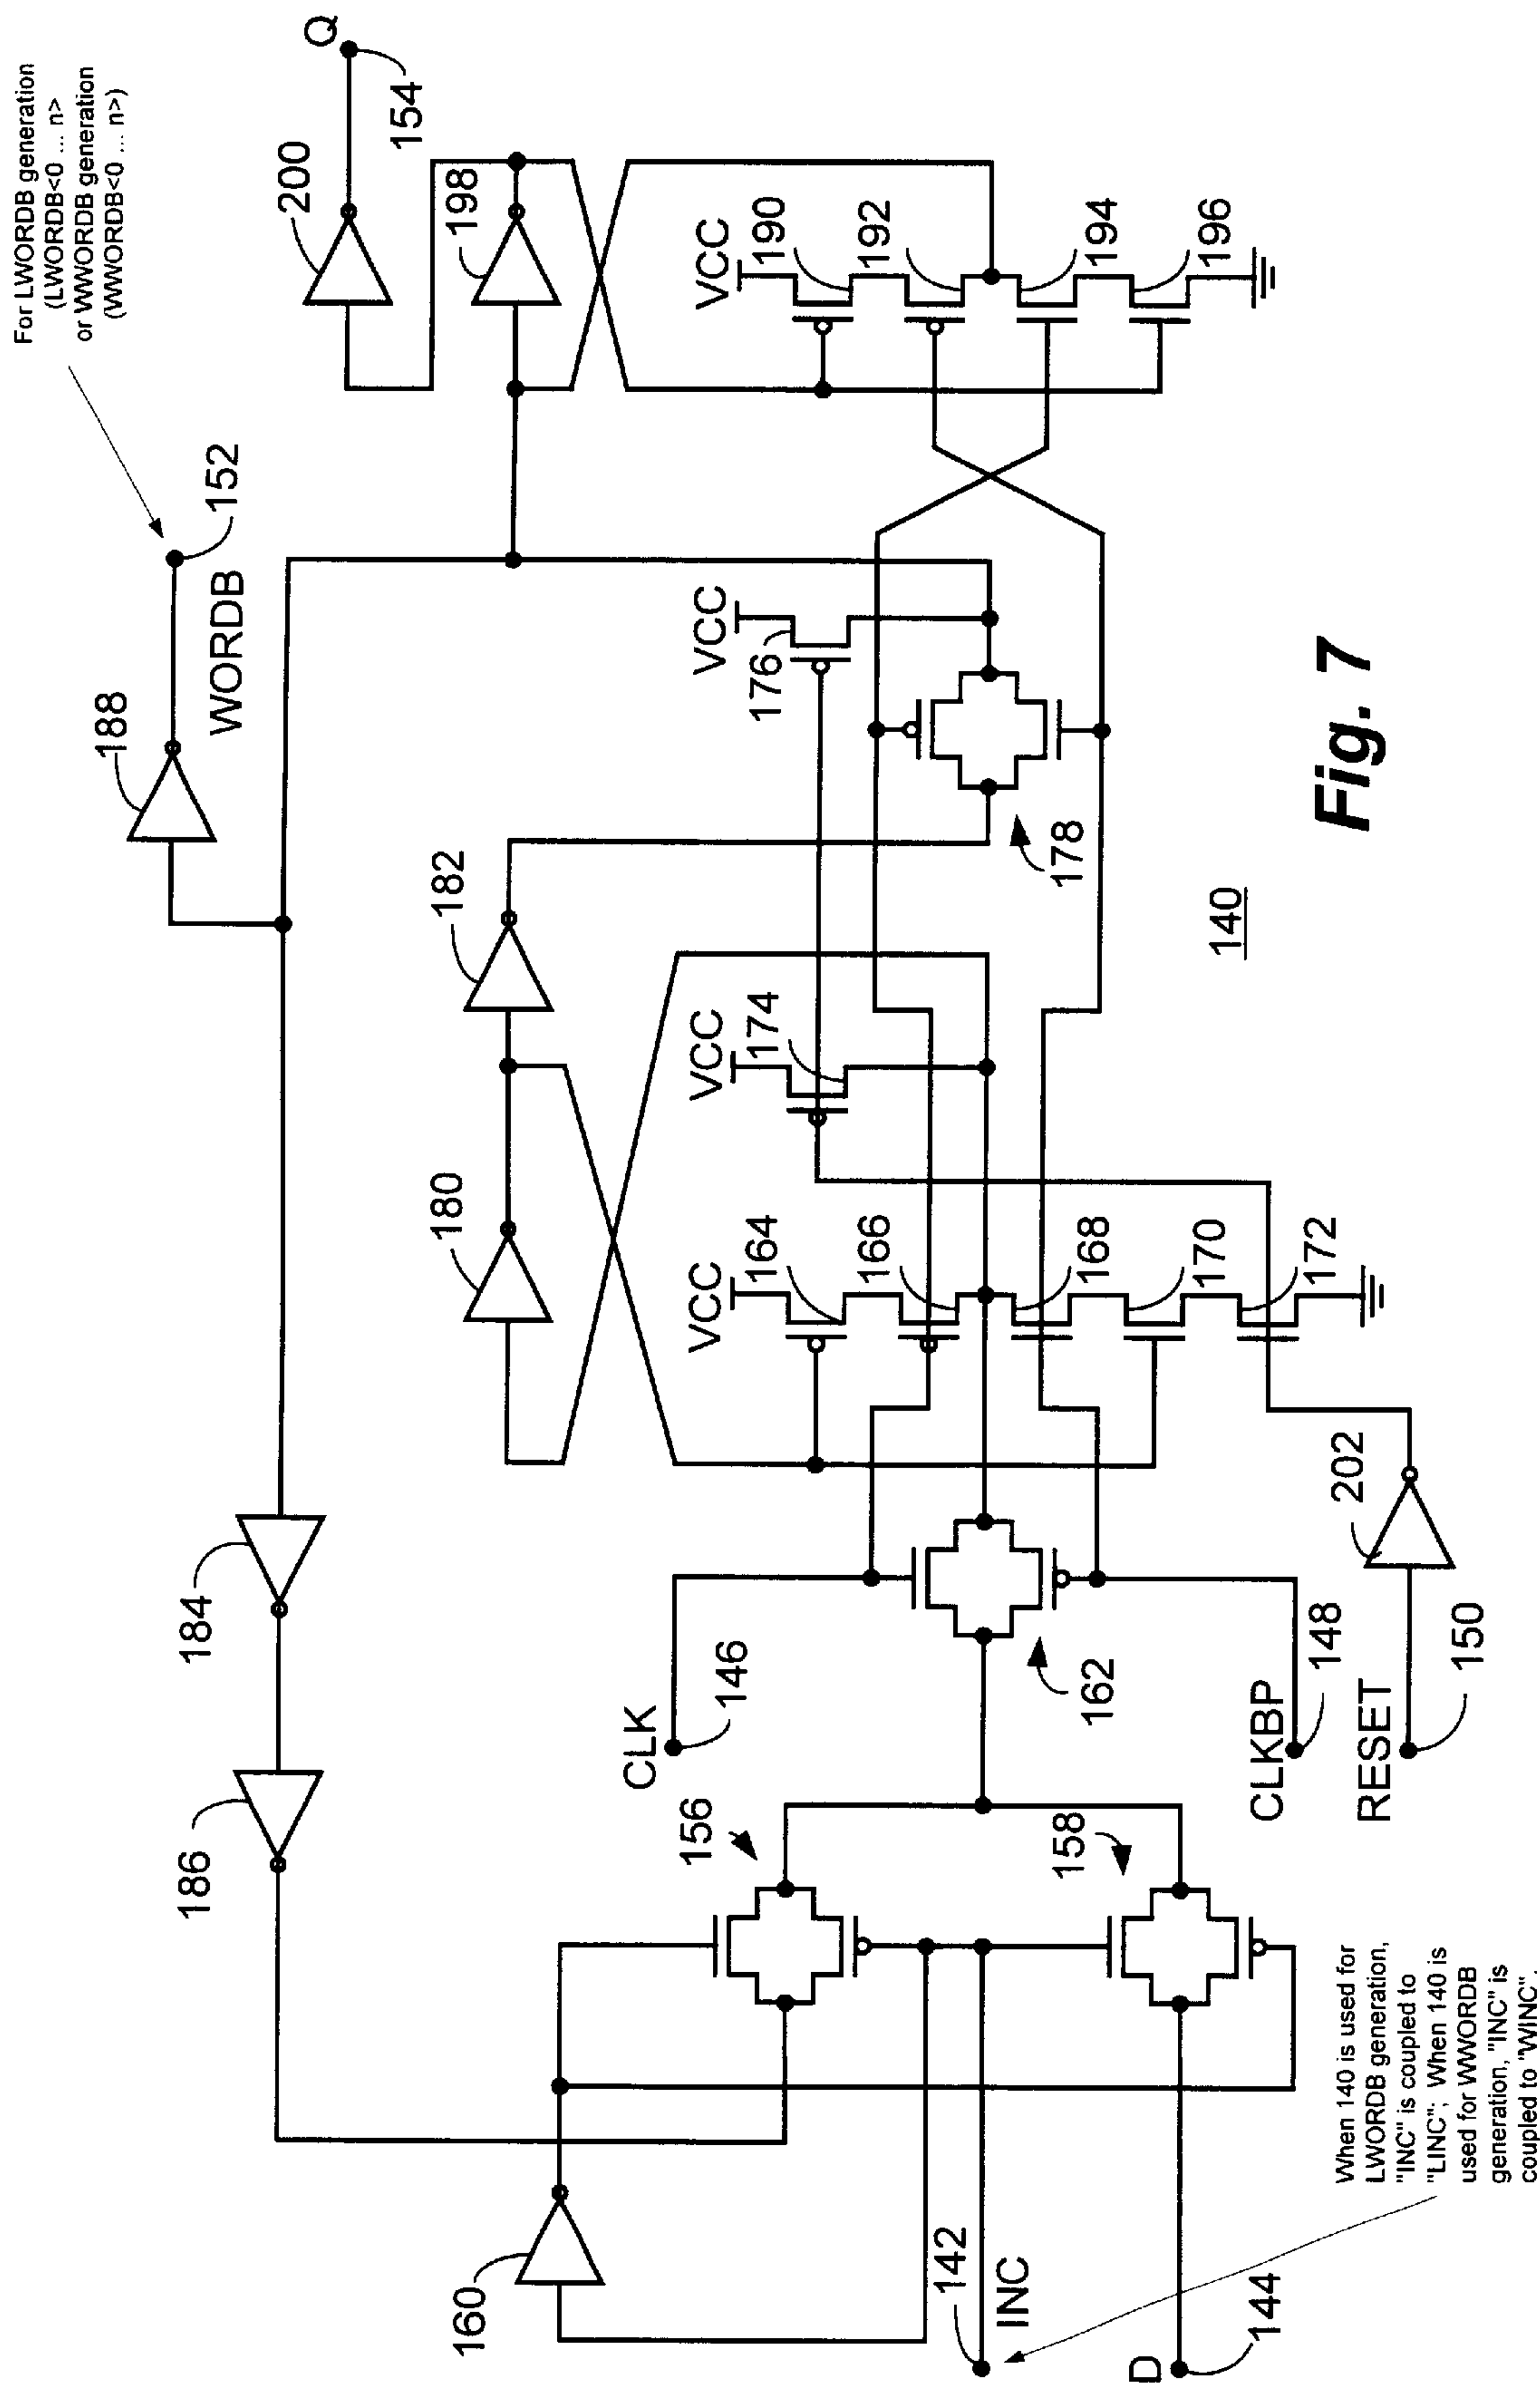 For LWORDB generation
(LWORDB<0 ... n>
or WWORDB generation
(WWORDB<0 ... n>)
188
152
WORDB
200
Q
154
198
186
184
180
182
VCC
176
VCC
174
VCC
164
166
168
170
172
178
VCC
190
192
194
196
160
156
158
CLK
146
162
CLKBP
148
RESET
150
202
142
INC
D
144
When 140 is used for
LWORDB generation,
"INC" is coupled to
"LINC"; When 140 is
used for WWORDB
generation, "INC" is
coupled to "WINC".
140
Fig. 7